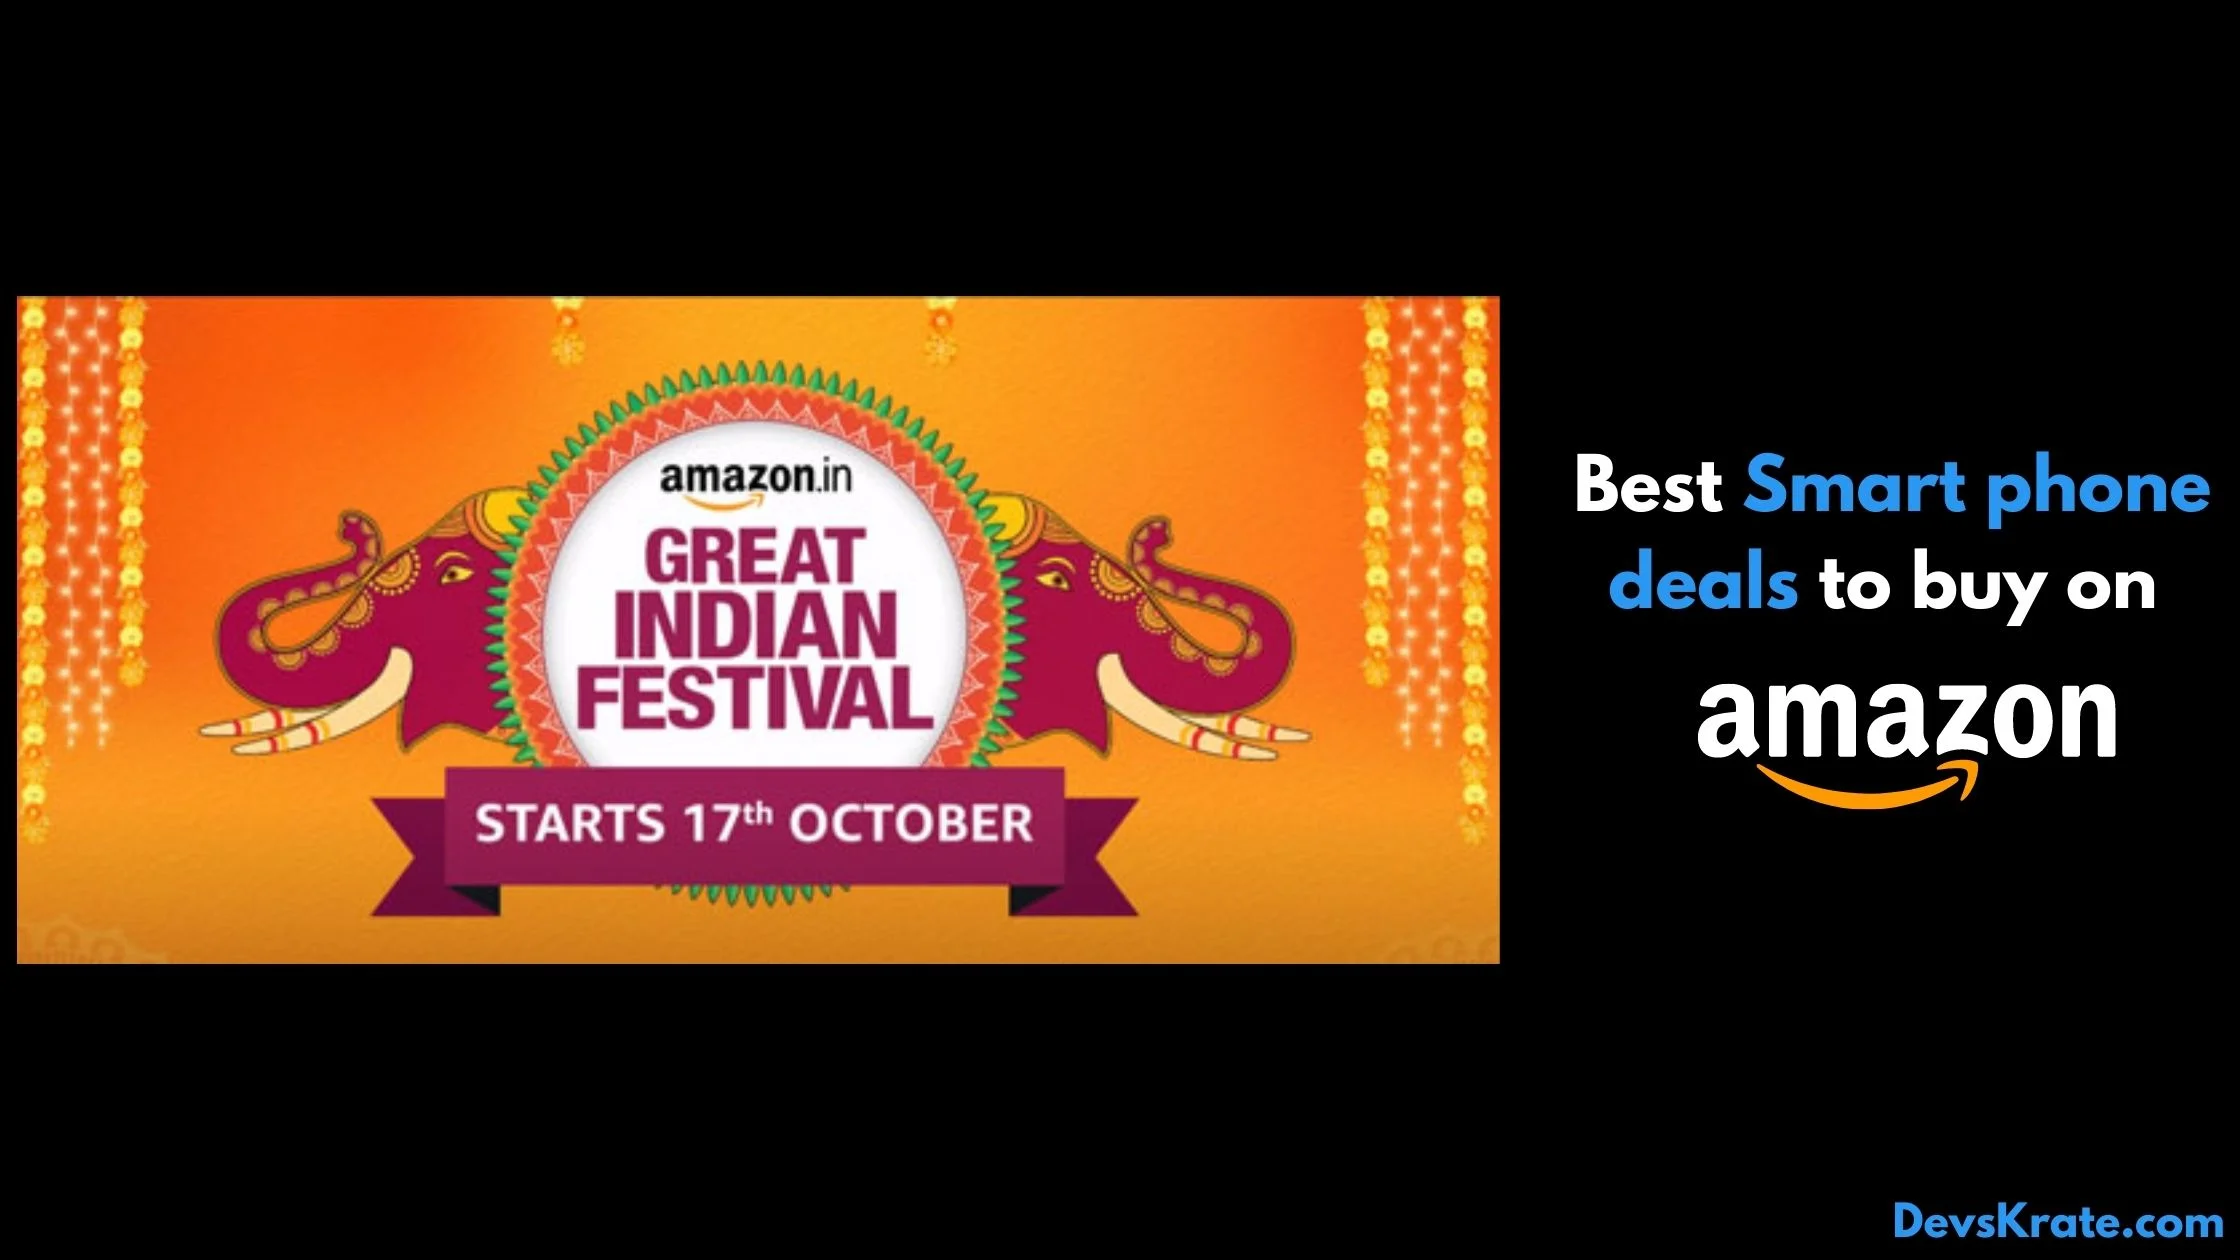 amazon.in
GREAT
INDIAN
FESTIVAL
STARTS 17th OCTOBER
Best Smart phone
deals to buy on
amazon
DevsKrate.com